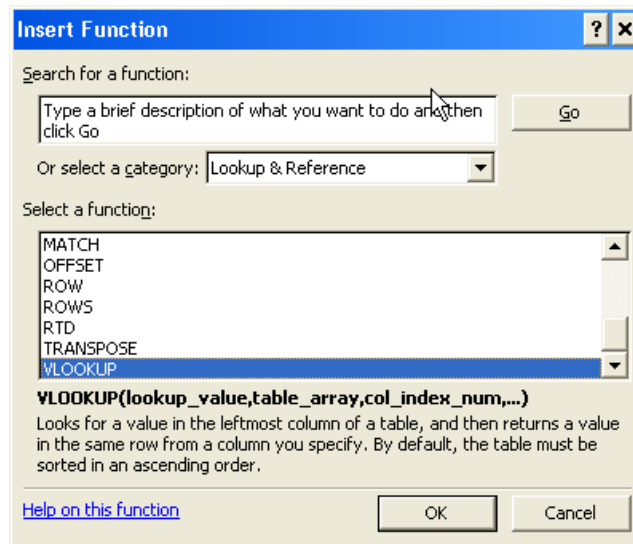 Insert Function
Search for a function:
Type a brief description of what you want to do and then
click Go
Go
Or select a category: Lookup & Reference
Select a function:
MATCH
OFFSET
ROW
ROWS
RTD
TRANSPOSE
VLOOKUP
VLOOKUP(lookup_value,table_array,col_index_num,...)
Looks for a value in the leftmost column of a table, and then returns a value
in the same row from a column you specify. By default, the table must be
sorted in an ascending order.
Help on this function
OK
Cancel